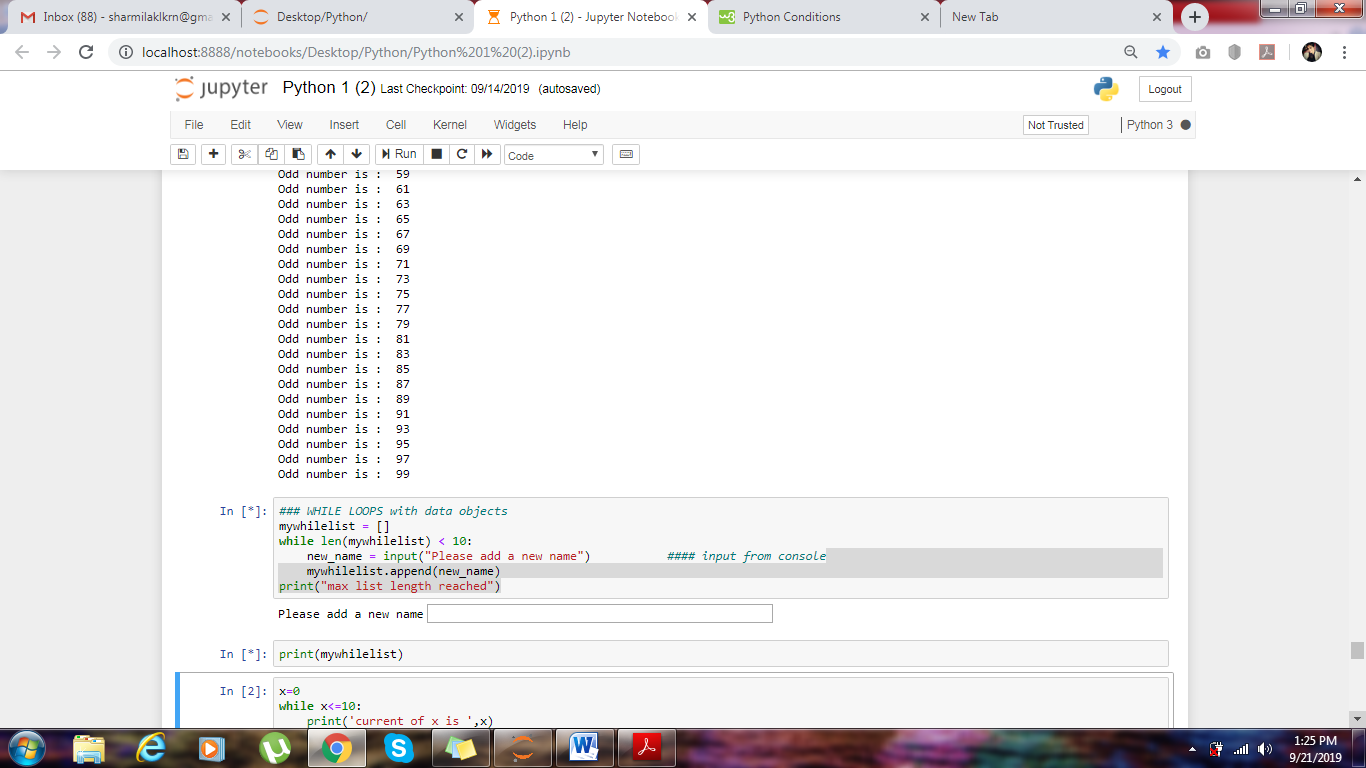 Inbox (88) - sharmilaklkrn@gma
Desktop/Python/
Python 1 (2) - Jupyter Notebook
w3
Python Conditions
New Tab
localhost:8888/notebooks/Desktop/Python/Python%201%20(2).ipynb
jupyter Python 1 (2) Last Checkpoint: 09/14/2019 (autosaved)
Logout
File Edit View Insert Cell Kernel Widgets Help
Not Trusted
Python 3
Run
Code
Odd number is :  59
Odd number is :  61
Odd number is :  63
Odd number is :  65
Odd number is :  67
Odd number is :  69
Odd number is :  71
Odd number is :  73
Odd number is :  75
Odd number is :  77
Odd number is :  79
Odd number is :  81
Odd number is :  83
Odd number is :  85
Odd number is :  87
Odd number is :  89
Odd number is :  91
Odd number is :  93
Odd number is :  95
Odd number is :  97
Odd number is :  99
In [*]:
### WHILE LOOPS with data objects
mywhilelist = []
while len(mywhilelist) < 10:
    new_name = input("Please add a new name")           #### input from console
    mywhilelist.append(new_name)
print("max list length reached")
Please add a new name
In [*]: print(mywhilelist)
In [2]:
x=0
while x<=10:
    print('current of x is ',x)
1:25 PM
9/21/2019